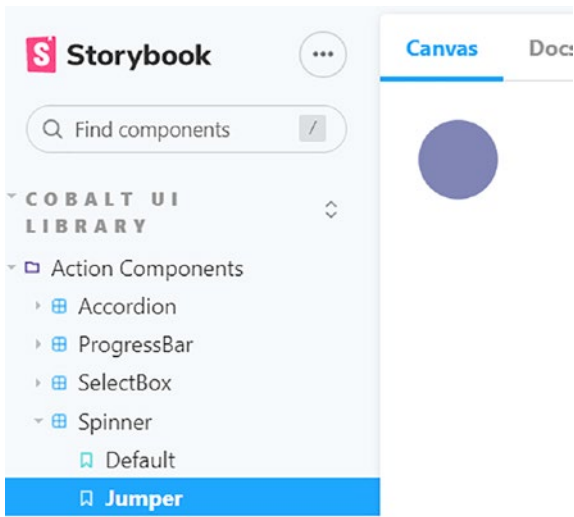 S Storybook
Canvas
Docs
Find components /
COBALT UI
LIBRARY
Action Components
Accordion
ProgressBar
SelectBox
Spinner
Default
Jumper